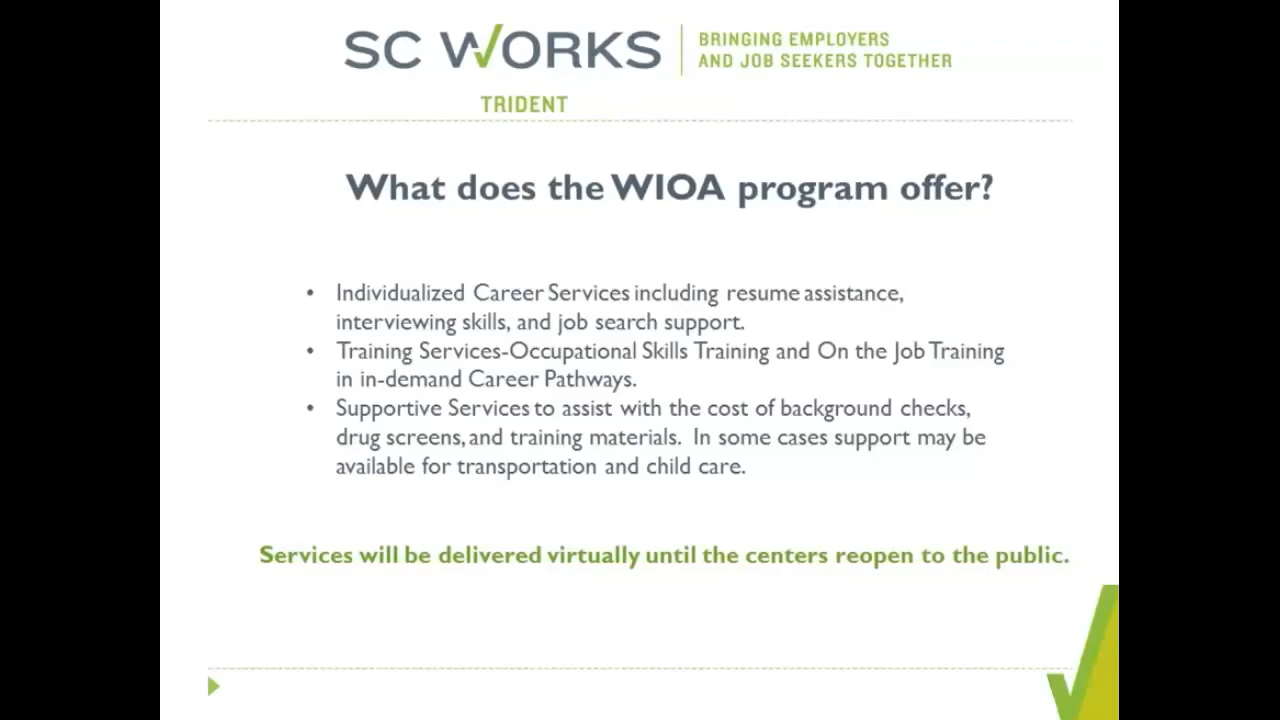 SC WORKS
BRINGING EMPLOYERS
AND JOB SEEKERS TOGETHER
TRIDENT
What does the WIOA program offer?
• Individualized Career Services including resume assistance,
interviewing skills, and job search support.
• Training Services-Occupational Skills Training and On the Job Training
in in-demand Career Pathways.
• Supportive Services to assist with the cost of background checks,
drug screens, and training materials. In some cases support may be
available for transportation and child care.
Services will be delivered virtually until the centers reopen to the public.